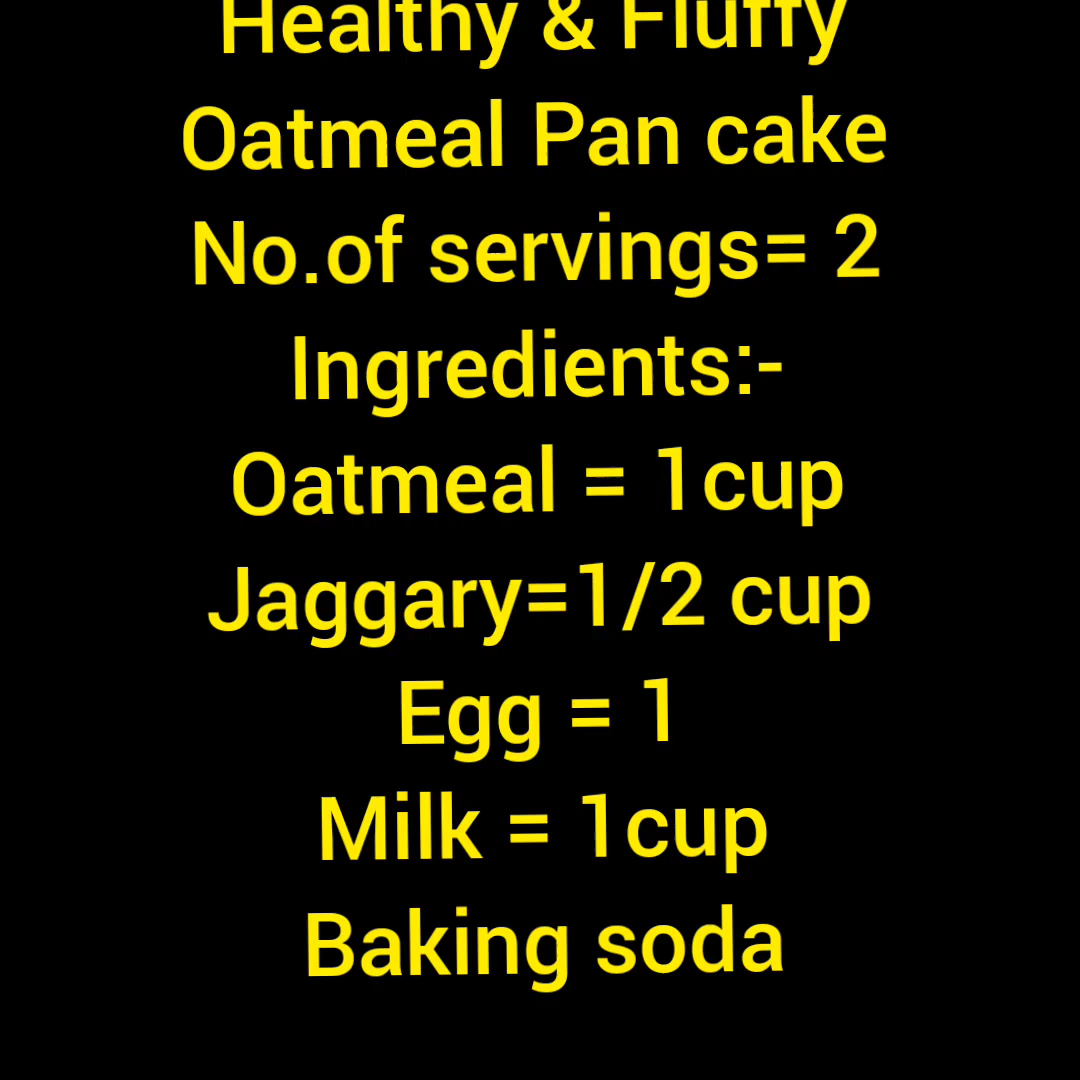 Healthy & Fluffy
Oatmeal Pan cake
No.of servings= 2
Ingredients:-
Oatmeal = 1cup
Jaggary=1/2 cup
Egg = 1
Milk = 1cup
Baking soda